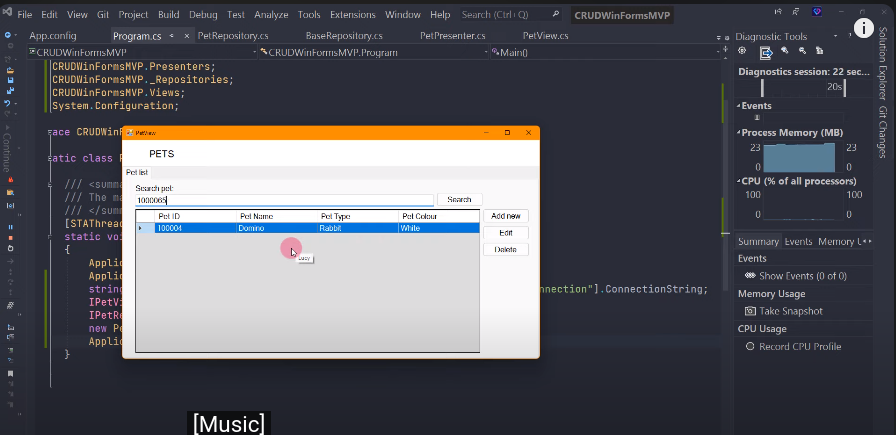 File Edit View Git Project Build Debug Test Analyze Tools Extensions Window Help Search (Ctrl+Q) CRUDWinFormsMVP
App.config Program.cs PetRepository.cs BaseRepository.cs PetPresenter.cs PetView.cs
CRUDWinFormsMVP CRUDWinFormsMVP.Program Main()
CRUDWinFormsMVP.Presenters;
CRUDWinFormsMVP._Repositories;
CRUDWinFormsMVP.Views;
System.Configuration;
ace CRUDWinF
atic class P
/// <summa
/// The ma
/// </summ
[STAThrea
static voi
{
Applic
Applic
string
IPetVi
IPetRe
new Pe
Applic
}
nnection"].ConnectionString;
PetView
PETS
Pet list
Search pet:
1000065
Search
Pet ID Pet Name Pet Type Pet Colour
100004 Domino Rabbit White
Lucy
Add new
Edit
Delete
Continue
Diagnostic Tools
Diagnostics session: 22 sec...
20s
Events
Process Memory (MB)
23 23
0 0
CPU (% of all processors)
100 100
0 0
Summary Events Memory U
Events
Show Events (0 of 0)
Memory Usage
Take Snapshot
CPU Usage
Record CPU Profile
Solution Explorer
Git Changes
[Music]